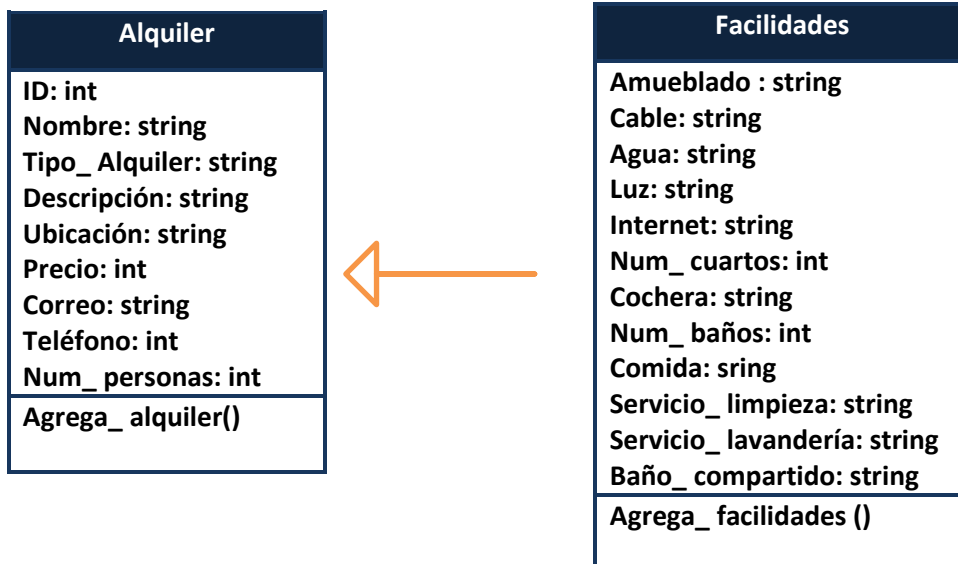 Alquiler
ID: int
Nombre: string
Tipo_ Alquiler: string
Descripción: string
Ubicación: string
Precio: int
Correo: string
Teléfono: int
Num_ personas: int
Agrega_ alquiler()
Facilidades
Amueblado : string
Cable: string
Agua: string
Luz: string
Internet: string
Num_ cuartos: int
Cochera: string
Num_ baños: int
Comida: sring
Servicio_ limpieza: string
Servicio_ lavandería: string
Baño_ compartido: string
Agrega_ facilidades ()